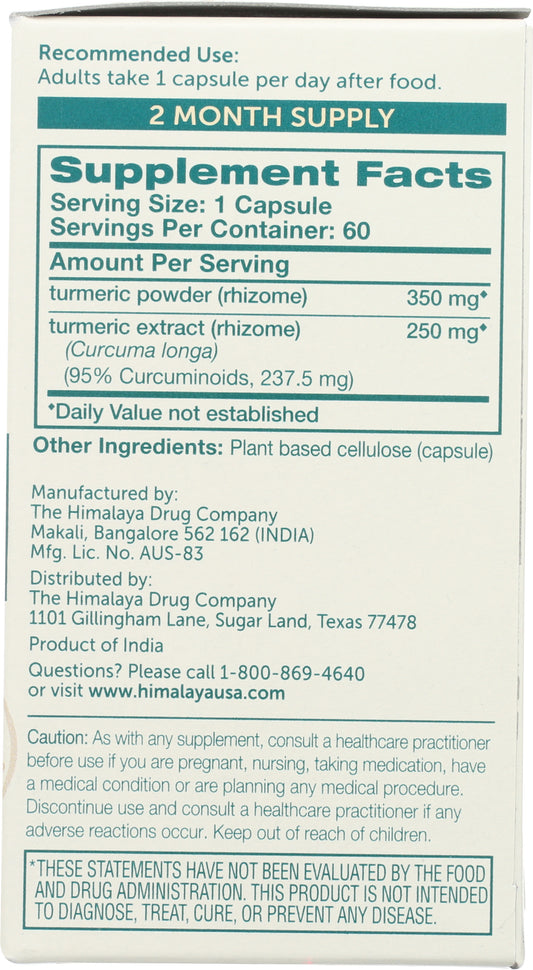 Recommended Use:
Adults take 1 capsule per day after food.
2 MONTH SUPPLY
Supplement Facts
Serving Size: 1 Capsule
Servings Per Container: 60
Amount Per Serving
turmeric powder (rhizome) 350 mg♦
turmeric extract (rhizome) 250 mg♦
(Curcuma longa)
(95% Curcuminoids, 237.5 mg)
♦Daily Value not established
Other Ingredients: Plant based cellulose (capsule)
Manufactured by:
The Himalaya Drug Company
Makali, Bangalore 562 162 (INDIA)
Mfg. Lic. No. AUS-83
Distributed by:
The Himalaya Drug Company
1101 Gillingham Lane, Sugar Land, Texas 77478
Product of India
Questions? Please call 1-800-869-4640
or visit www.himalayausa.com
Caution: As with any supplement, consult a healthcare practitioner
before use if you are pregnant, nursing, taking medication, have
a medical condition or are planning any medical procedure.
Discontinue use and consult a healthcare practitioner if any
adverse reactions occur. Keep out of reach of children.
*THESE STATEMENTS HAVE NOT BEEN EVALUATED BY THE FOOD
AND DRUG ADMINISTRATION. THIS PRODUCT IS NOT INTENDED
TO DIAGNOSE, TREAT, CURE, OR PREVENT ANY DISEASE.